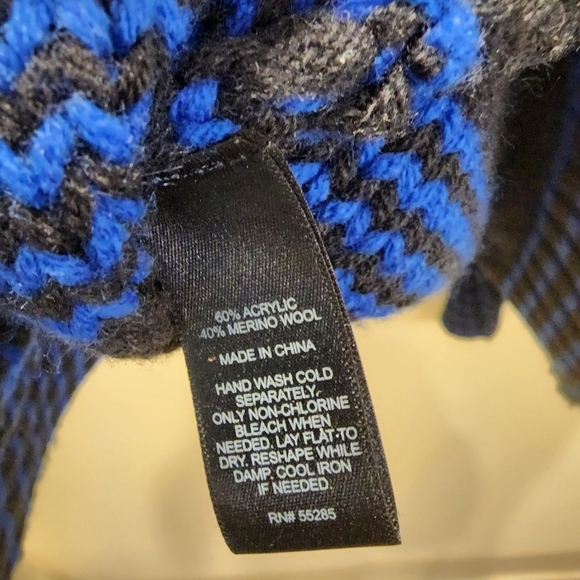 60% ACRYLIC
40% MERINO WOOL
MADE IN CHINA
HAND WASH COLD
SEPARATELY.
ONLY NON-CHLORINE
BLEACH WHEN
NEEDED. LAY FLAT TO
DRY. RESHAPE WHILE
DAMP. COOL IRON
IF NEEDED.
RN# 55285